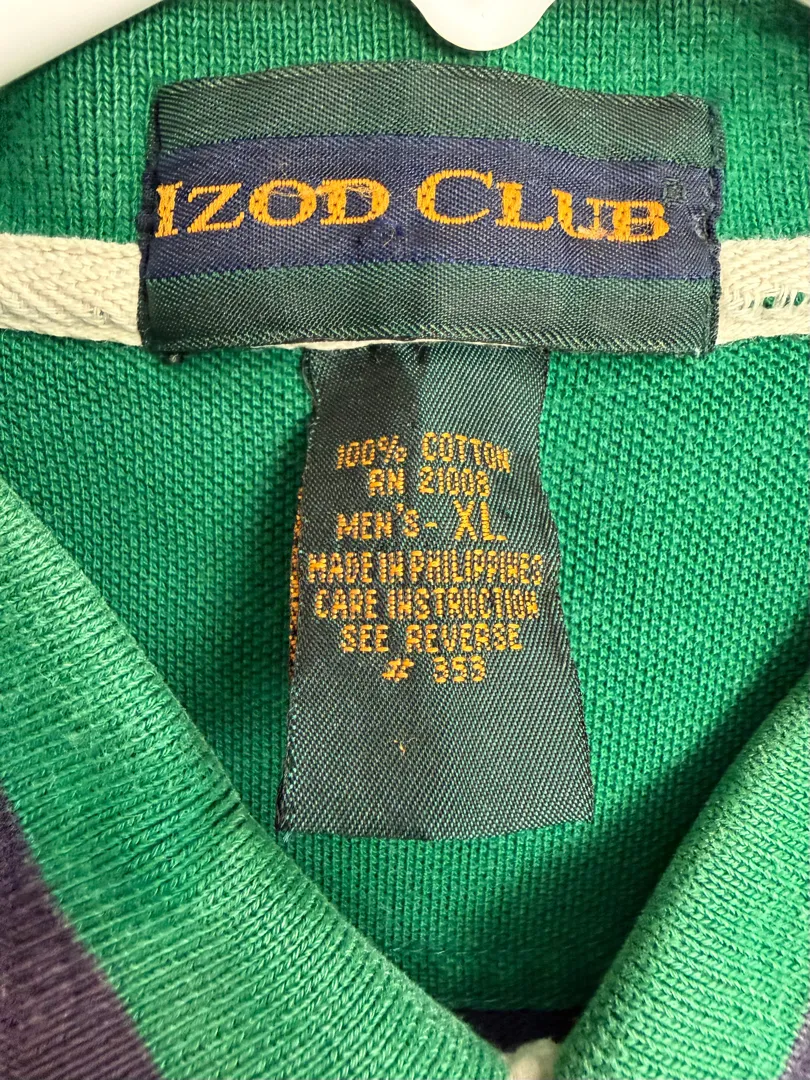 IZOD CLUB®
100% COTTON
RN 21008
MEN'S - XL
MADE IN PHILIPPINES
CARE INSTRUCTION
SEE REVERSE
# 353